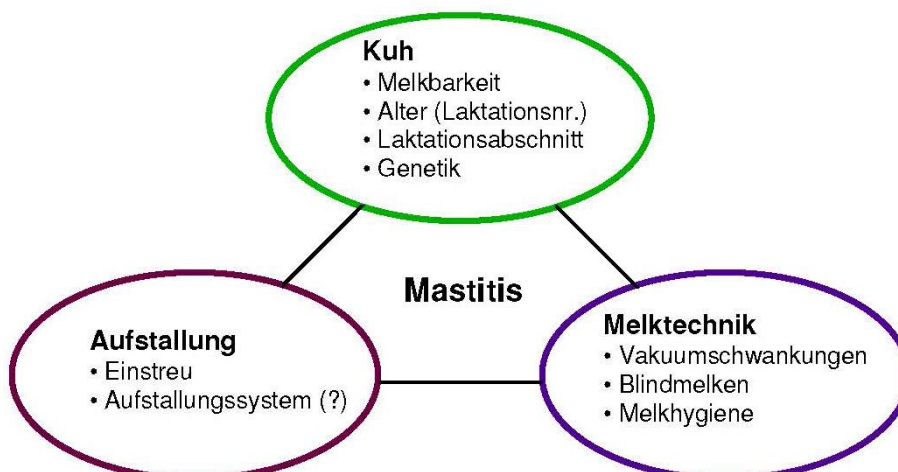 Kuh
• Melkbarkeit
• Alter (Laktationsnr.)
• Laktationsabschnitt
• Genetik
Mastitis
Aufstallung
• Einstreu
• Aufstallungssystem (?)
Melktechnik
• Vakuumschwankungen
• Blindmelken
• Melkhygiene